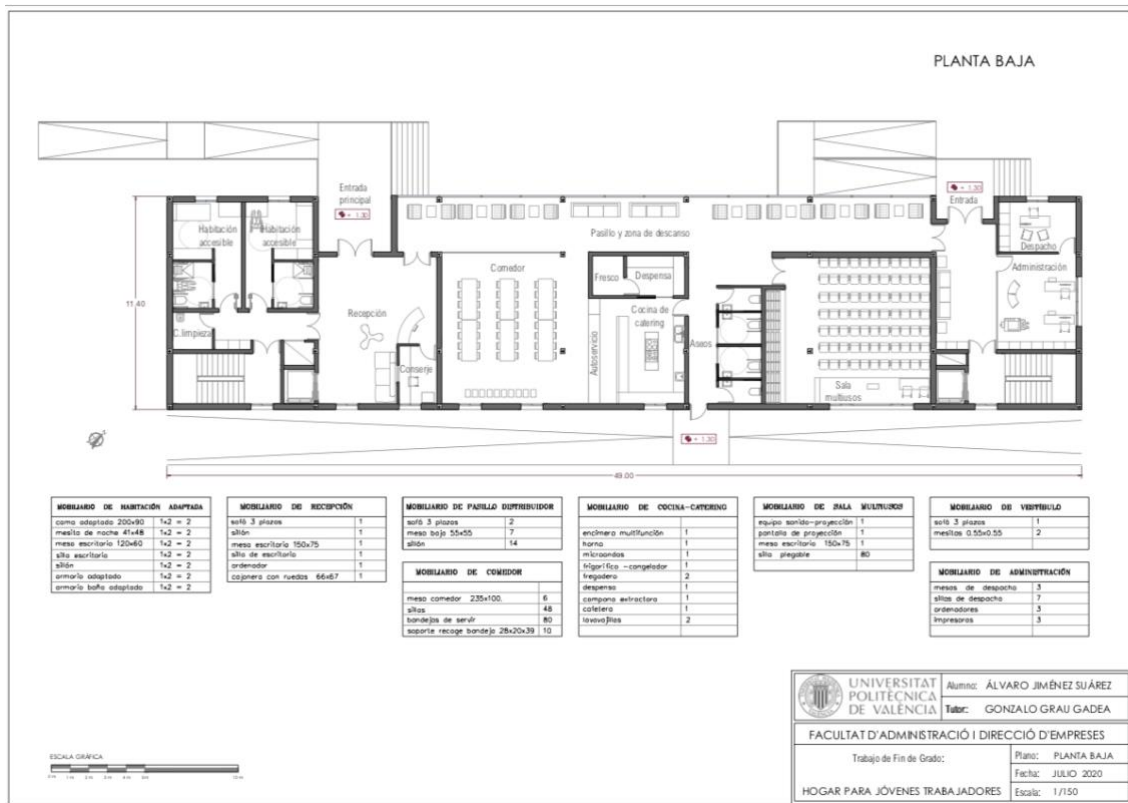 PLANTA BAJA
Entrada
principal
+ 1.30
Entrada
+ 1.30
Habitación
accesible
Habitación
accesible
Pasillo y zona de descanso
Despacho
Administración
11.40
Comedor
Fresco
Despensa
Cocina de
catering
Recepción
C.limpieza
Conserje
Autoservicio
Aseos
Sala
multiusos
+ 1.30
49.00
MOBILIARIO DE HABITACIÓN ADAPTADA
cama adaptada 200x90 1x2 = 2
mesita de noche 41x48 1x2 = 2
mesa escritorio 120x60 1x2 = 2
silla escritorio 1x2 = 2
sillón 1x2 = 2
armario adaptado 1x2 = 2
armario baño adaptado 1x2 = 2
MOBILIARIO DE RECEPCIÓN
sofá 3 plazas 1
sillón 1
mesa escritorio 150x75 1
silla de escritorio 1
ordenador 1
cajonera con ruedas 66x67 1
MOBILIARIO DE PASILLO DISTRIBUIDOR
sofá 3 plazas 2
mesa baja 55x55 7
sillón 14
MOBILIARIO DE COMEDOR
mesa comedor 235x100. 6
sillas 48
bandejas de servir 80
soporte recoge bandeja 28x20x39 10
MOBILIARIO DE COCINA-CATERING
encimera multifunción 1
horno 1
microondas 1
frigorífico -congelador 1
fregadero 2
despensa 1
campana extractora 1
cafetera 1
lavavajillas 2
MOBILIARIO DE SALA MULTIUSOS
equipo sonido-proyección 1
pantalla de proyección 1
mesa escritorio 150x75 1
silla plegable 80
MOBILIARIO DE VESTÍBULO
sofá 3 plazas 1
mesitas 0.55x0.55 2
MOBILIARIO DE ADMINISTRACIÓN
mesas de despacho 3
sillas de despacho 7
ordenadores 3
impresoras 3
UNIVERSITAT
POLITÈCNICA
DE VALÈNCIA
Alumno: ÁLVARO JIMÉNEZ SUÁREZ
Tutor: GONZALO GRAU GADEA
FACULTAT D'ADMINISTRACIÓ I DIRECCIÓ D'EMPRESES
Trabajo de Fin de Grado:
HOGAR PARA JÓVENES TRABAJADORES
Plano: PLANTA BAJA
Fecha: JULIO 2020
Escala: 1/150
ESCALA GRÁFICA